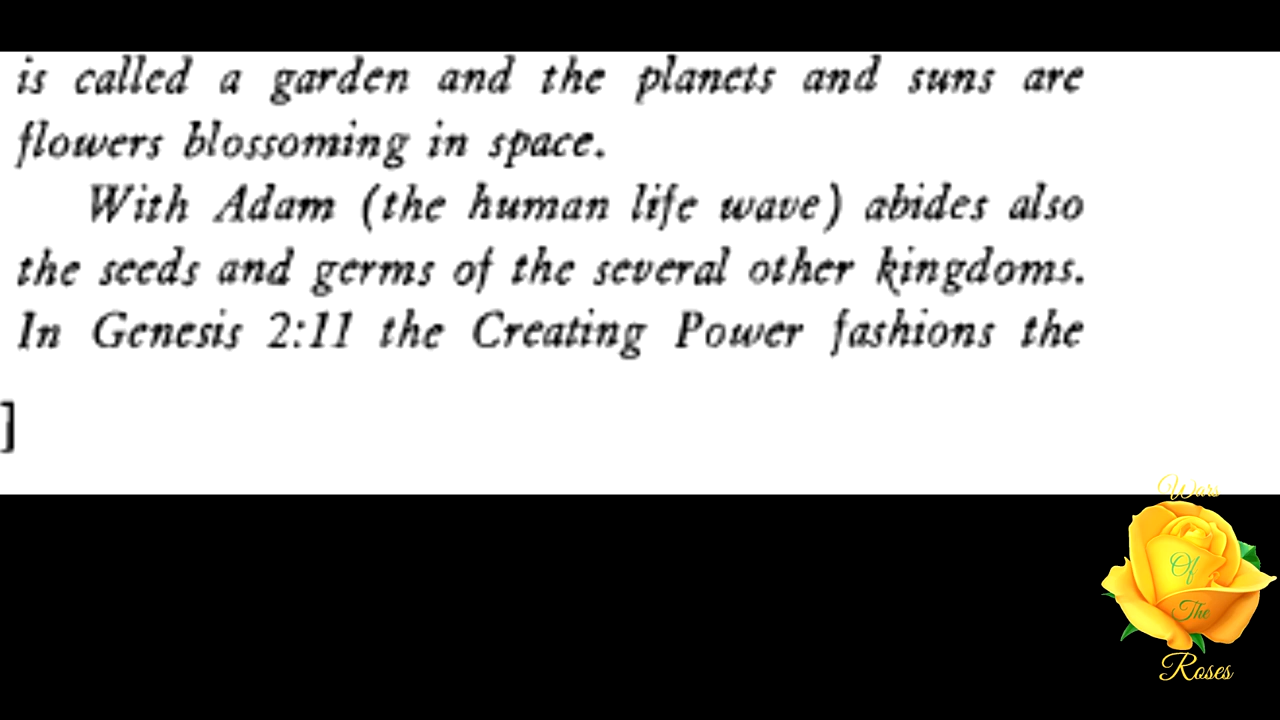 is called a garden and the planets and suns are
flowers blossoming in space.
With Adam (the human life wave) abides also
the seeds and germs of the several other kingdoms.
In Genesis 2:11 the Creating Power fashions the
]
Wars
Of
The
Roses